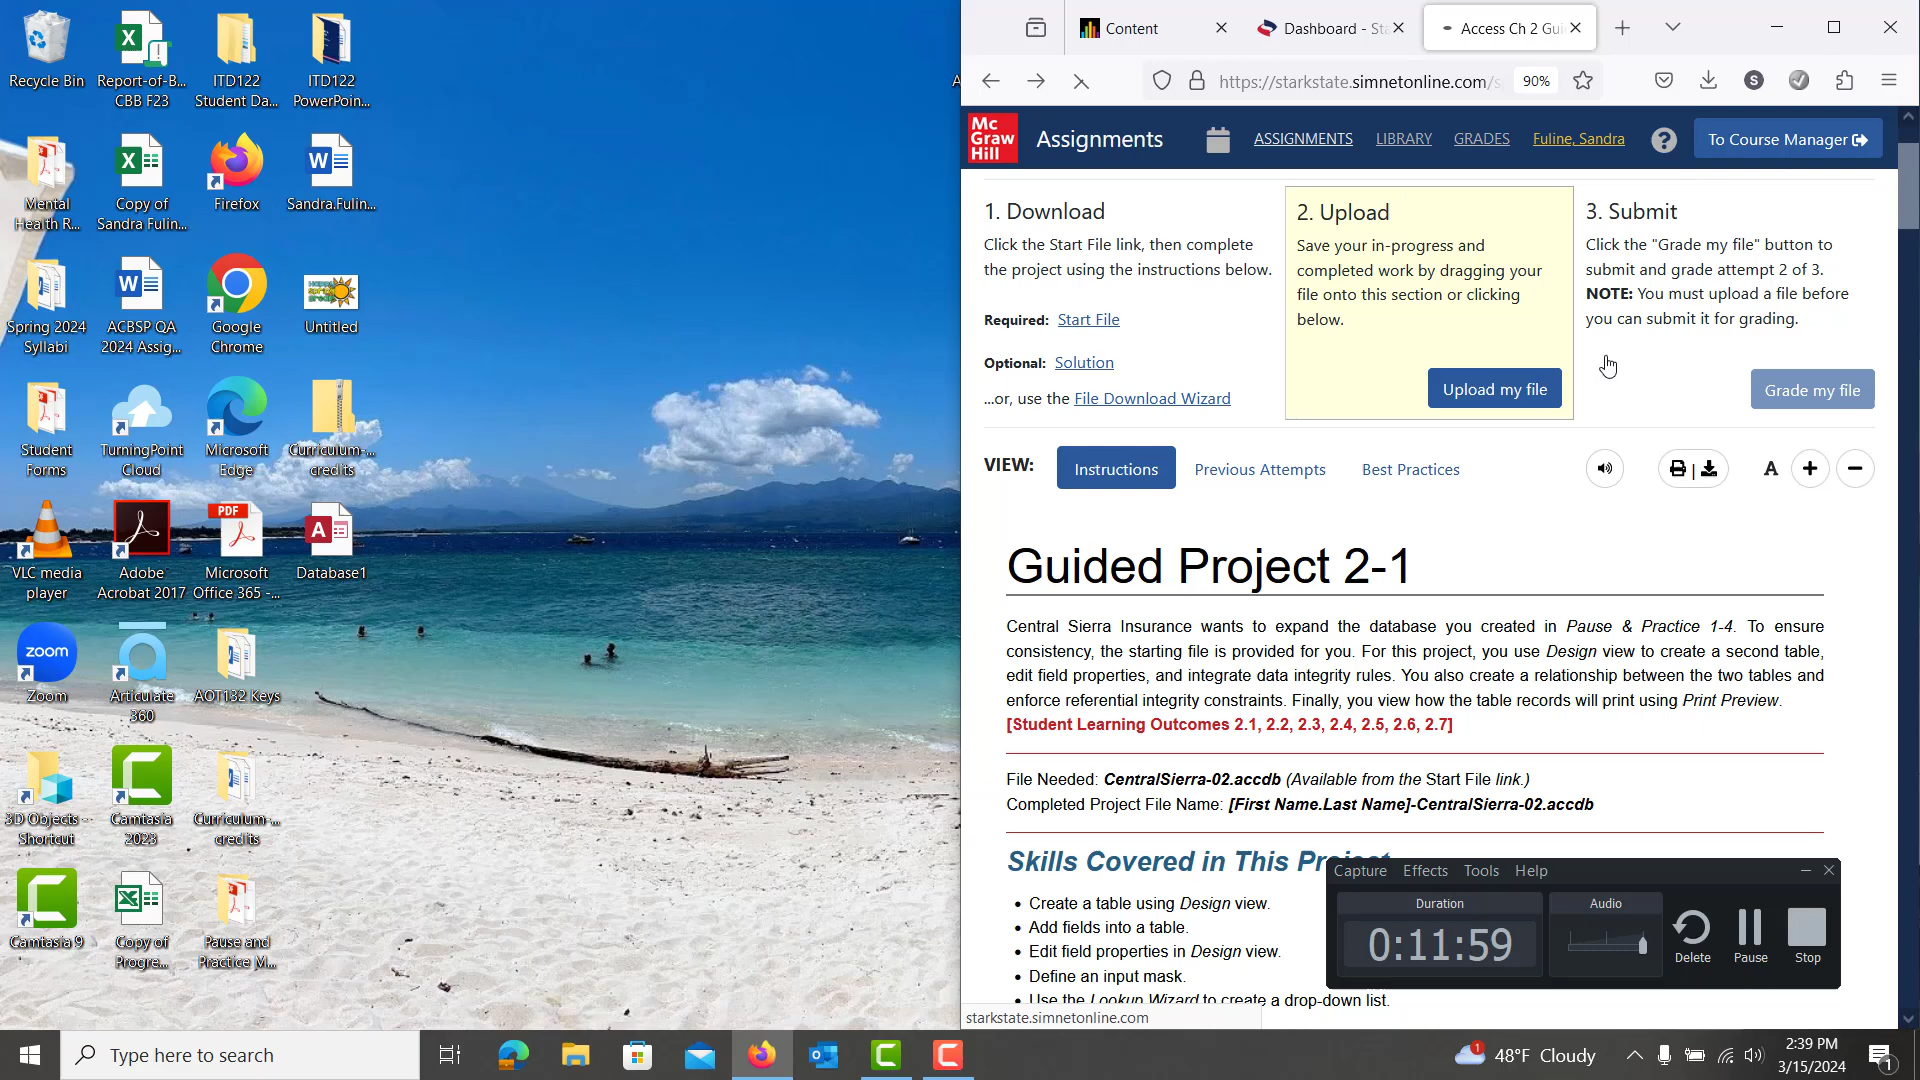 Recycle Bin
Report-of-B... CBB F23
ITD122 Student Da...
ITD122 PowerPoin...
Mental Health R...
Copy of Sandra Fulin...
Firefox
Sandra.Fulin...
Spring 2024 Syllabi
ACBSP QA 2024 Assig...
Google Chrome
Untitled
Student Forms
TurningPoint Cloud
Microsoft Edge
Curriculum-... credits
VLC media player
Adobe Acrobat 2017
Microsoft Office 365 -...
Database1
Zoom
Articulate 360
AOT132 Keys
3D Objects - Shortcut
Camtasia 2023
Curriculum-... credits
Camtasia 9
Copy of Progre...
Pause and Practice M...
Content
Dashboard - Sta
Access Ch 2 Gui
https://starkstate.simnetonline.com/s
90%
Mc Graw Hill
Assignments
ASSIGNMENTS
LIBRARY
GRADES
Fuline, Sandra
To Course Manager
1. Download
Click the Start File link, then complete
the project using the instructions below.
Required: Start File
Optional: Solution
...or, use the File Download Wizard
2. Upload
Save your in-progress and
completed work by dragging your
file onto this section or clicking
below.
Upload my file
3. Submit
Click the "Grade my file" button to
submit and grade attempt 2 of 3.
NOTE: You must upload a file before
you can submit it for grading.
Grade my file
VIEW:
Instructions
Previous Attempts
Best Practices
A
Guided Project 2-1
Central Sierra Insurance wants to expand the database you created in Pause & Practice 1-4. To ensure
consistency, the starting file is provided for you. For this project, you use Design view to create a second table,
edit field properties, and integrate data integrity rules. You also create a relationship between the two tables and
enforce referential integrity constraints. Finally, you view how the table records will print using Print Preview.
[Student Learning Outcomes 2.1, 2.2, 2.3, 2.4, 2.5, 2.6, 2.7]
File Needed: CentralSierra-02.accdb (Available from the Start File link.)
Completed Project File Name: [First Name.Last Name]-CentralSierra-02.accdb
Skills Covered in This Project
• Create a table using Design view.
• Add fields into a table.
• Edit field properties in Design view.
• Define an input mask.
• Use the Lookup Wizard to create a drop-down list.
starkstate.simnetonline.com
Capture
Effects
Tools
Help
Duration
0:11:59
Audio
Delete
Pause
Stop
Type here to search
48°F Cloudy
2:39 PM
3/15/2024